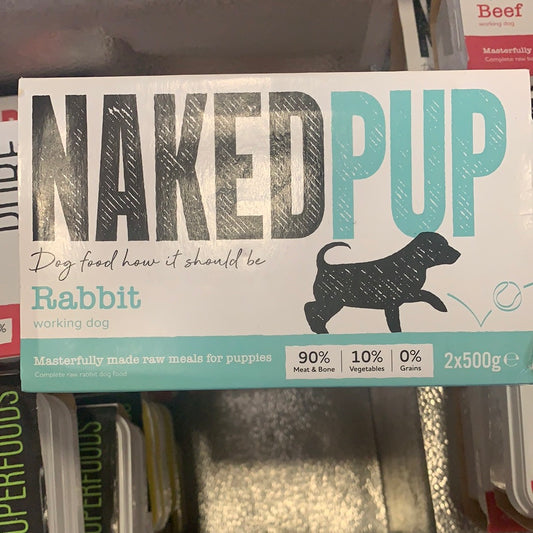 Beef
working dog
Masterfully
Complete raw
NAKEDPUP
Dog food how it should be
Rabbit
working dog
Masterfully made raw meals for puppies
Complete raw rabbit dog food
90% 10% 0%
Meat & Bone Vegetables Grains
2x500g e
%